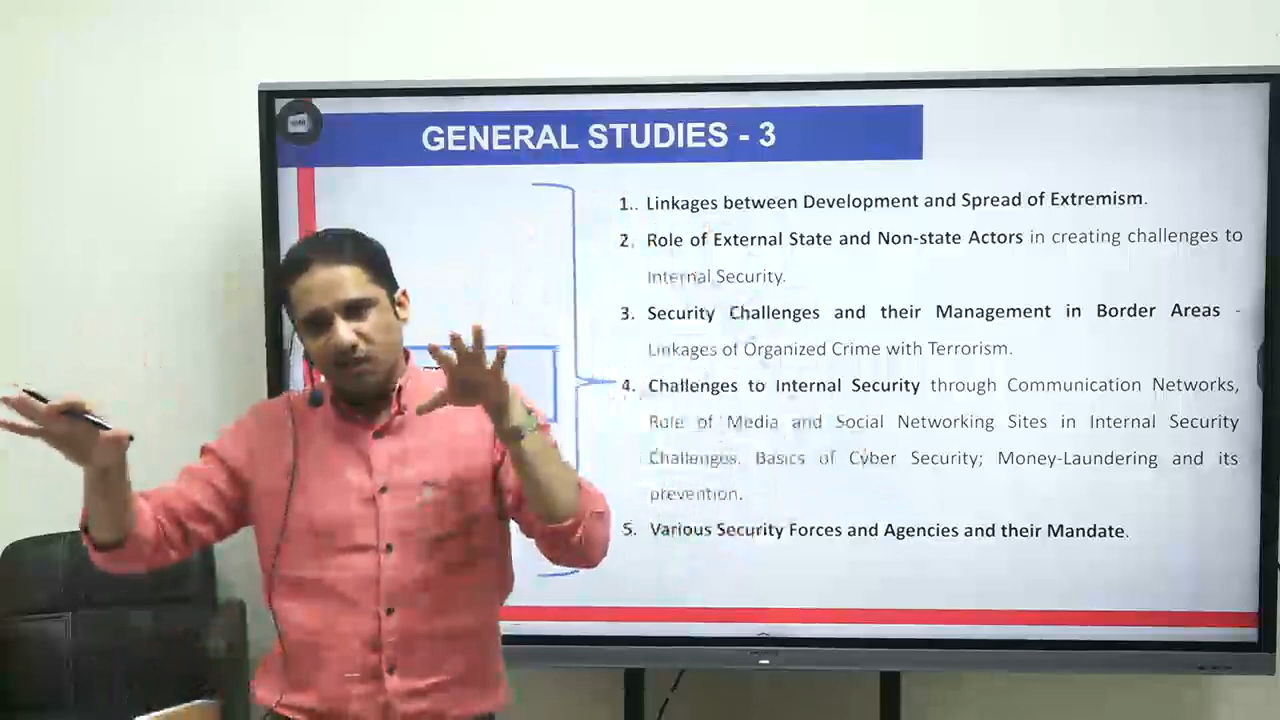 GENERAL STUDIES - 3
1.. Linkages between Development and Spread of Extremism.
2. Role of External State and Non-state Actors in creating challenges to
Internal Security.
3. Security Challenges and their Management in Border Areas -
Linkages of Organized Crime with Terrorism.
4. Challenges to Internal Security through Communication Networks,
Role of Media and Social Networking Sites in Internal Security
Challenges. Basics of Cyber Security; Money-Laundering and its
prevention.
5. Various Security Forces and Agencies and their Mandate.